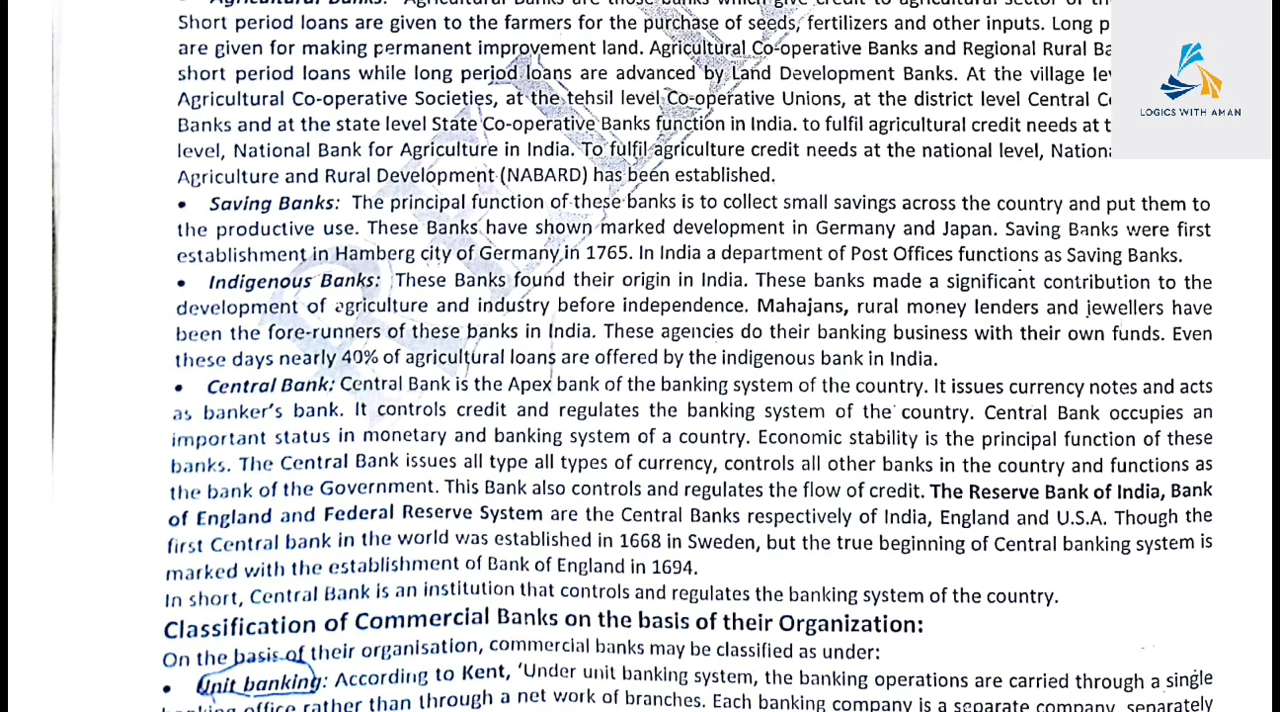 Agricultural Banks: Agricultural Banks are those banks which give credit to agricultural sector of
Short period loans are given to the farmers for the purchase of seeds, fertilizers and other inputs. Long p
are given for making permanent improvement land. Agricultural Co-operative Banks and Regional Rural Ba
short period loans while long period loans are advanced by Land Development Banks. At the village le
Agricultural Co-operative Societies, at the tehsil level Co-operative Unions, at the district level Central C
Banks and at the state level State Co-operative Banks function in India. to fulfil agricultural credit needs at t
level, National Bank for Agriculture in India. To fulfil agriculture credit needs at the national level, Nationa
Agriculture and Rural Development (NABARD) has been established.
LOGICS WITH AMAN
• Saving Banks: The principal function of these banks is to collect small savings across the country and put them to
the productive use. These Banks have shown marked development in Germany and Japan. Saving Banks were first
establishment in Hamberg city of Germany in 1765. In India a department of Post Offices functions as Saving Banks.
• Indigenous Banks: These Banks found their origin in India. These banks made a significant contribution to the
development of agriculture and industry before independence. Mahajans, rural money lenders and jewellers have
been the fore-runners of these banks in India. These agencies do their banking business with their own funds. Even
these days nearly 40% of agricultural loans are offered by the indigenous bank in India.
• Central Bank: Central Bank is the Apex bank of the banking system of the country. It issues currency notes and acts
as banker's bank. It controls credit and regulates the banking system of the country. Central Bank occupies an
important status in monetary and banking system of a country. Economic stability is the principal function of these
banks. The Central Bank issues all type all types of currency, controls all other banks in the country and functions as
the bank of the Government. This Bank also controls and regulates the flow of credit. The Reserve Bank of India, Bank
of England and Federal Reserve System are the Central Banks respectively of India, England and U.S.A. Though the
first Central bank in the world was established in 1668 in Sweden, but the true beginning of Central banking system is
marked with the establishment of Bank of England in 1694.
In short, Central Bank is an institution that controls and regulates the banking system of the country.
Classification of Commercial Banks on the basis of their Organization:
On the basis of their organisation, commercial banks may be classified as under:
• Unit banking: According to Kent, 'Under unit banking system, the banking operations are carried through a single
banking office rather than through a net work of branches. Each banking company is a separate company, separately